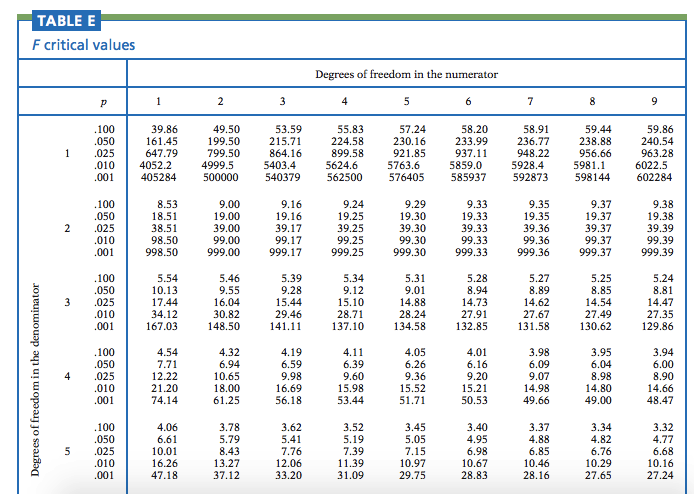 TABLE E
F critical values
Degrees of freedom in the numerator
p 1 2 3 4 5 6 7 8 9
.100 39.86 49.50 53.59 55.83 57.24 58.20 58.91 59.44 59.86
.050 161.45 199.50 215.71 224.58 230.16 233.99 236.77 238.88 240.54
1 .025 647.79 799.50 864.16 899.58 921.85 937.11 948.22 956.66 963.28
.010 4052.2 4999.5 5403.4 5624.6 5763.6 5859.0 5928.4 5981.1 6022.5
.001 405284 500000 540379 562500 576405 585937 592873 598144 602284
.100 8.53 9.00 9.16 9.24 9.29 9.33 9.35 9.37 9.38
.050 18.51 19.00 19.16 19.25 19.30 19.33 19.35 19.37 19.38
2 .025 38.51 39.00 39.17 39.25 39.30 39.33 39.36 39.37 39.39
.010 98.50 99.00 99.17 99.25 99.30 99.33 99.36 99.37 99.39
.001 998.50 999.00 999.17 999.25 999.30 999.33 999.36 999.37 999.39
.100 5.54 5.46 5.39 5.34 5.31 5.28 5.27 5.25 5.24
.050 10.13 9.55 9.28 9.12 9.01 8.94 8.89 8.85 8.81
3 .025 17.44 16.04 15.44 15.10 14.88 14.73 14.62 14.54 14.47
.010 34.12 30.82 29.46 28.71 28.24 27.91 27.67 27.49 27.35
.001 167.03 148.50 141.11 137.10 134.58 132.85 131.58 130.62 129.86
.100 4.54 4.32 4.19 4.11 4.05 4.01 3.98 3.95 3.94
.050 7.71 6.94 6.59 6.39 6.26 6.16 6.09 6.04 6.00
4 .025 12.22 10.65 9.98 9.60 9.36 9.20 9.07 8.98 8.90
.010 21.20 18.00 16.69 15.98 15.52 15.21 14.98 14.80 14.66
.001 74.14 61.25 56.18 53.44 51.71 50.53 49.66 49.00 48.47
.100 4.06 3.78 3.62 3.52 3.45 3.40 3.37 3.34 3.32
.050 6.61 5.79 5.41 5.19 5.05 4.95 4.88 4.82 4.77
5 .025 10.01 8.43 7.76 7.39 7.15 6.98 6.85 6.76 6.68
.010 16.26 13.27 12.06 11.39 10.97 10.67 10.46 10.29 10.16
.001 47.18 37.12 33.20 31.09 29.75 28.83 28.16 27.65 27.24
Degrees of freedom in the denominator